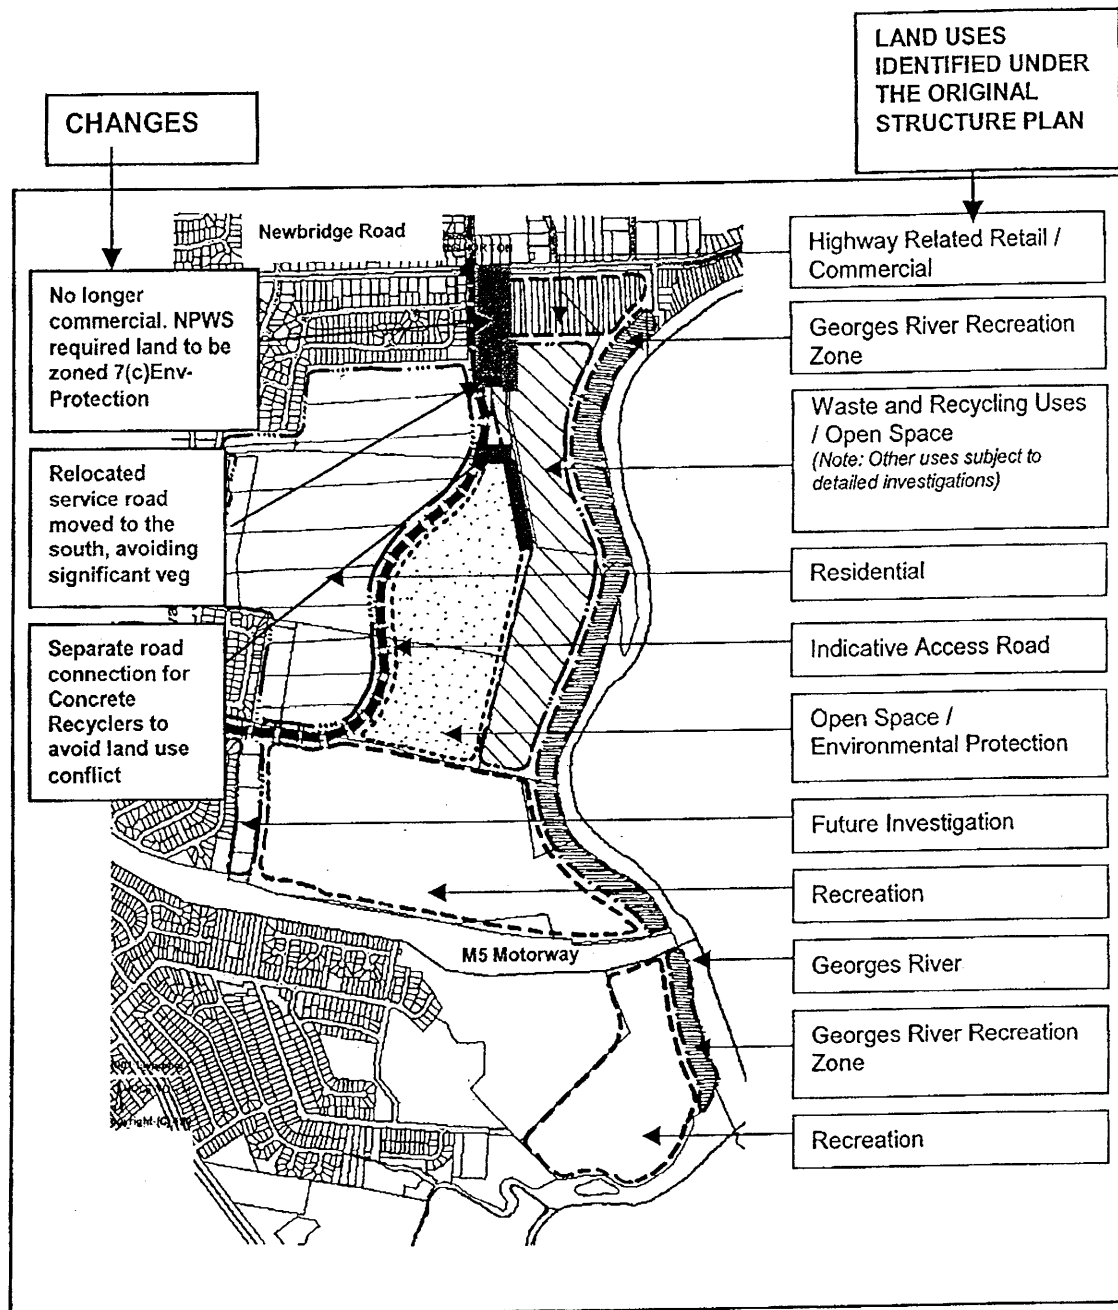 LAND USES
IDENTIFIED UNDER
THE ORIGINAL
STRUCTURE PLAN
CHANGES
Newbridge Road
No longer
commercial. NPWS
required land to be
zoned 7(c)Env-
Protection
Relocated
service road
moved to the
south, avoiding
significant veg
Separate road
connection for
Concrete
Recyclers to
avoid land use
conflict
M5 Motorway
Highway Related Retail /
Commercial
Georges River Recreation
Zone
Waste and Recycling Uses
/ Open Space
(Note: Other uses subject to
detailed investigations)
Residential
Indicative Access Road
Open Space /
Environmental Protection
Future Investigation
Recreation
Georges River
Georges River Recreation
Zone
Recreation